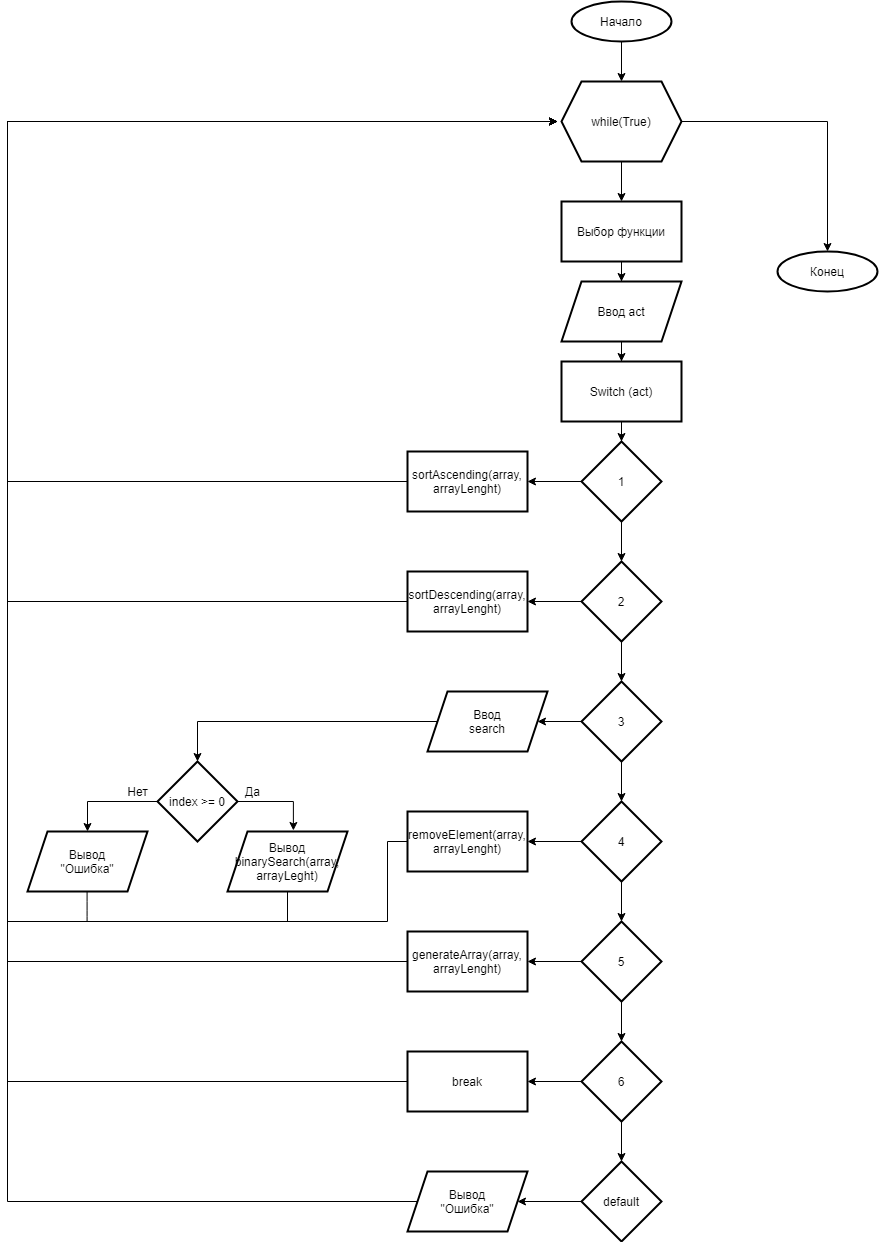 Начало
while(True)
Выбор функции
Конец
Ввод act
Switch (act)
sortAscending(array,
arrayLenght)
1
sortDescending(array,
arrayLenght)
2
Ввод
search
3
Нет
index >= 0
Да
Вывод
"Ошибка"
Вывод
binarySearch(array,
arrayLeght)
removeElement(array,
arrayLenght)
4
generateArray(array,
arrayLenght)
5
break
6
Вывод
"Ошибка"
default